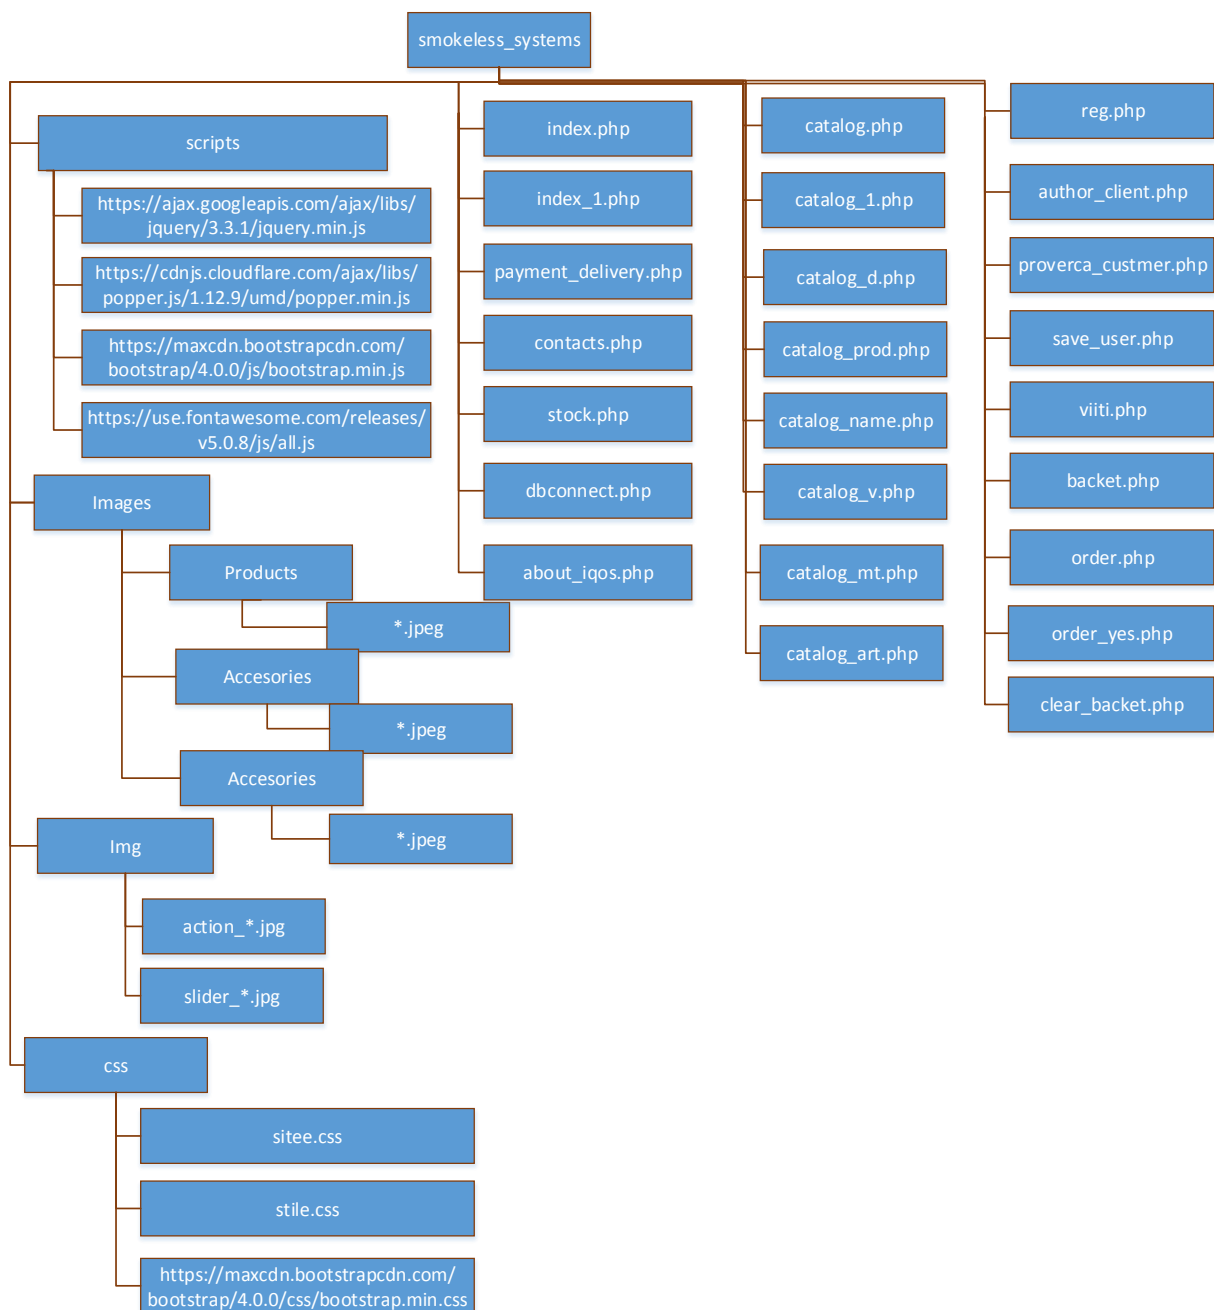 smokeless_systems
scripts
https://ajax.googleapis.com/ajax/libs/
jquery/3.3.1/jquery.min.js
https://cdnjs.cloudflare.com/ajax/libs/
popper.js/1.12.9/umd/popper.min.js
https://maxcdn.bootstrapcdn.com/
bootstrap/4.0.0/js/bootstrap.min.js
https://use.fontawesome.com/releases/
v5.0.8/js/all.js
Images
Products
*.jpeg
Accesories
*.jpeg
Accesories
*.jpeg
Img
action_*.jpg
slider_*.jpg
css
sitee.css
stile.css
https://maxcdn.bootstrapcdn.com/
bootstrap/4.0.0/css/bootstrap.min.css
index.php
index_1.php
payment_delivery.php
contacts.php
stock.php
dbconnect.php
about_iqos.php
catalog.php
catalog_1.php
catalog_d.php
catalog_prod.php
catalog_name.php
catalog_v.php
catalog_mt.php
catalog_art.php
reg.php
author_client.php
proverca_custmer.php
save_user.php
viiti.php
backet.php
order.php
order_yes.php
clear_backet.php